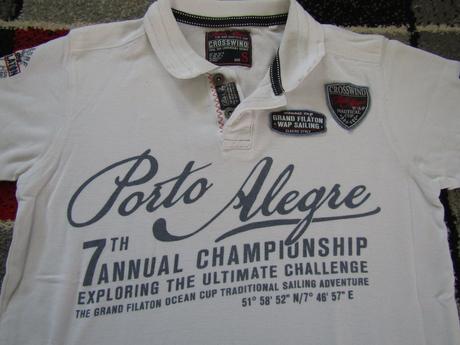 CROSSWIND
S
CROSSWIND
NAUTICAL
GRAND FILATON
WAP SAILING
Porto Alegre
7TH
ANNUAL CHAMPIONSHIP
EXPLORING THE ULTIMATE CHALLENGE
THE GRAND FILATON OCEAN CUP TRADITIONAL SAILING ADVENTURE
51° 58' 52" N/7° 46' 57" E